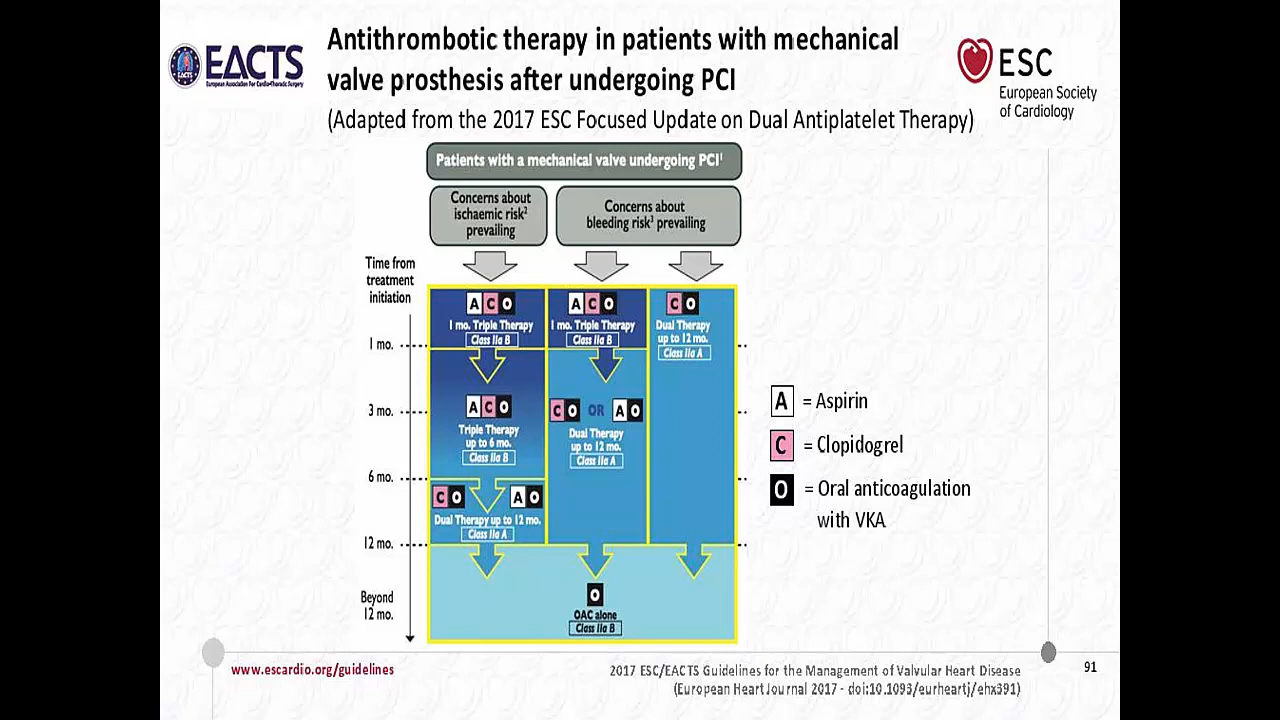 EACTS
European Association For Cardio-Thoracic Surgery
Antithrombotic therapy in patients with mechanical
valve prosthesis after undergoing PCI
(Adapted from the 2017 ESC Focused Update on Dual Antiplatelet Therapy)
ESC
European Society
of Cardiology
Patients with a mechanical valve undergoing PCI¹
Concerns about
ischaemic risk²
prevailing
Concerns about
bleeding risk³ prevailing
Time from
treatment
initiation
A C O
1 mo. Triple Therapy
Class IIa B
A C O
1 mo. Triple Therapy
Class IIa B
C O
Dual Therapy
up to 12 mo.
Class IIa A
1 mo.
3 mo.
A C O
Triple Therapy
up to 6 mo.
Class IIa B
C O OR A O
Dual Therapy
up to 12 mo.
Class IIa A
6 mo.
C O A O
Dual Therapy up to 12 mo.
Class IIa A
12 mo.
Beyond
12 mo.
O
OAC alone
Class IIa B
A = Aspirin
C = Clopidogrel
O = Oral anticoagulation
with VKA
www.escardio.org/guidelines
2017 ESC/EACTS Guidelines for the Management of Valvular Heart Disease
(European Heart Journal 2017 - doi:10.1093/eurheartj/ehx391)
91